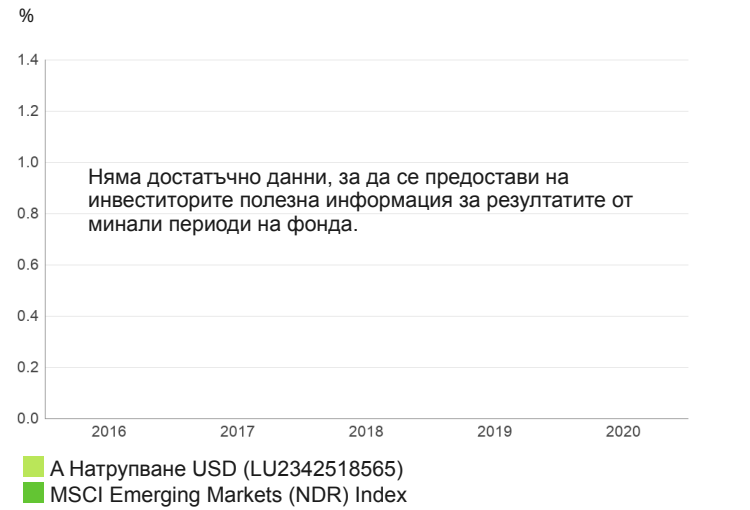 %
1.4
1.2
1.0
Няма достатъчно данни, за да се предостави на
инвеститорите полезна информация за резултатите от
минали периоди на фонда.
0.8
0.6
0.4
0.2
0.0
2016 2017 2018 2019 2020
А Натрупване USD (LU2342518565)
MSCI Emerging Markets (NDR) Index